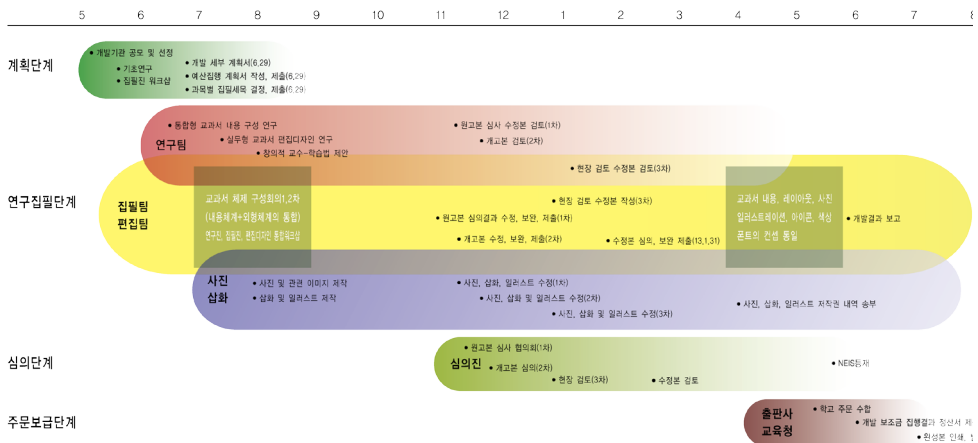 5 6 7 8 9 10 11 12 1 2 3 4 5 6 7 8
계획단계
• 개발기관 공모 및 선정
• 기초연구
• 집필진 워크샵
• 개발 세부 계획서(6,29)
• 예산집행 계획서 작성, 제출(6,29)
• 과목별 집필세목 결정, 제출(6,29)
연구팀
• 통합형 교과서 내용 구성 연구
• 실무형 교과서 편집디자인 연구
• 창의적 교수-학습법 제안
• 원고본 심사 수정본 검토(1차)
• 개고본 검토(2차)
• 현장 검토 수정본 검토(3차)
연구집필단계
집필팀
편집팀
교과서 체제 구성회의1,2차
(내용체계+외형체계의 통합)
연구진, 집필진, 편집디자인 통합워크샵
• 현장 검토 수정본 작성(3차)
• 원고본 심의결과 수정, 보완, 제출(1차)
• 개고본 수정, 보완, 제출(2차)
• 수정본 심의, 보완 제출(13,1,31)
교과서 내용, 레이아웃, 사진
일러스트레이션, 아이콘, 색상
폰트의 컨셉 통일
• 개발결과 보고
사진
삽화
• 사진 및 관련 이미지 제작
• 삽화 및 일러스트 제작
• 사진, 삽화, 일러스트 수정(1차)
• 사진, 삽화 및 일러스트 수정(2차)
• 사진, 삽화 및 일러스트 수정(3차)
• 사진, 삽화, 일러스트 저작권 내역 송부
심의단계
심의진
• 원고본 심사 협의회(1차)
• 개고본 심의(2차)
• 현장 검토(3차)
• 수정본 검토
• NEIS등재
주문보급단계
출판사
교육청
• 학교 주문 수합
• 개발 보조금 집행결과 정산서 제
• 완성본 인쇄,